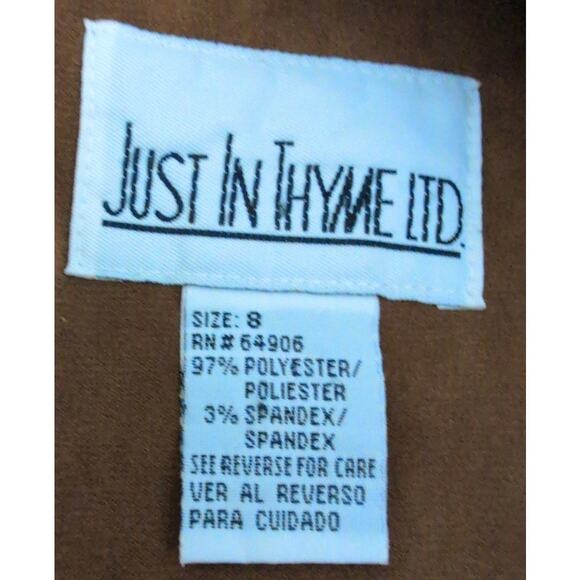 JUST IN THYME LTD.
SIZE: 8
RN# 64906
97% POLYESTER/
POLIESTER
3% SPANDEX/
SPANDEX
SEE REVERSE FOR CARE
VER AL REVERSO
PARA CUIDADO